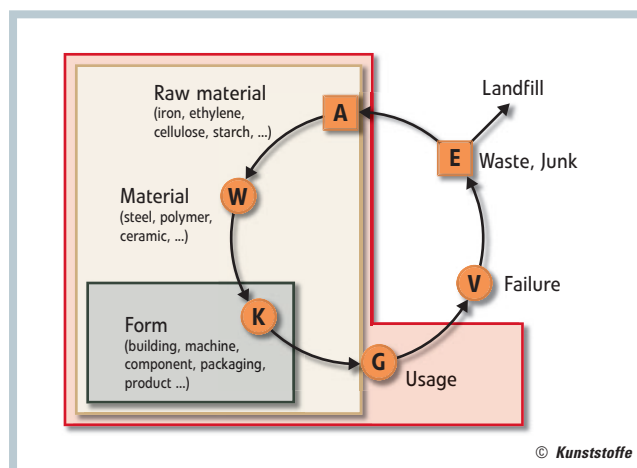 Raw material
(iron, ethylene,
cellulose, starch, ...)
A
Landfill
E
Waste, Junk
Material
(steel, polymer,
ceramic, ...)
W
V
Failure
K
Form
(building, machine,
component, packaging,
product ...)
G
Usage
© Kunststoffe